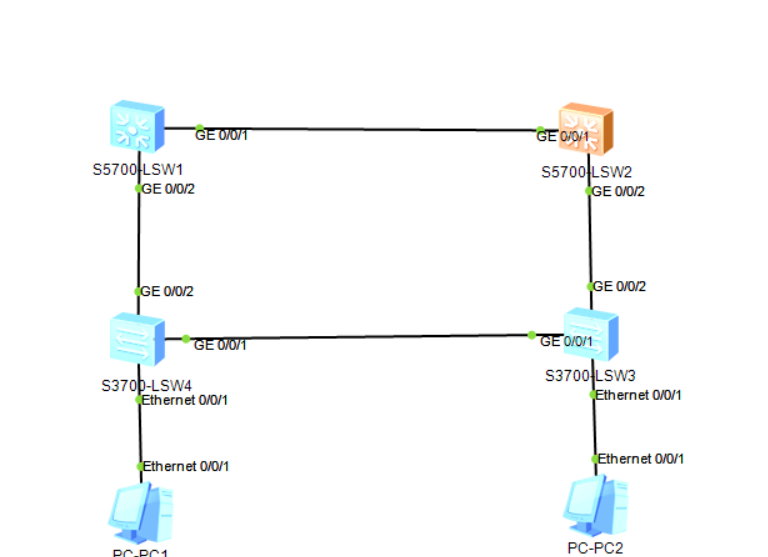 GE 0/0/1
GE 0/0/1
S5700-LSW1
S5700-LSW2
GE 0/0/2
GE 0/0/2
GE 0/0/2
GE 0/0/2
GE 0/0/1
GE 0/0/1
S3700-LSW4
S3700-LSW3
Ethernet 0/0/1
Ethernet 0/0/1
Ethernet 0/0/1
Ethernet 0/0/1
PC-PC1
PC-PC2